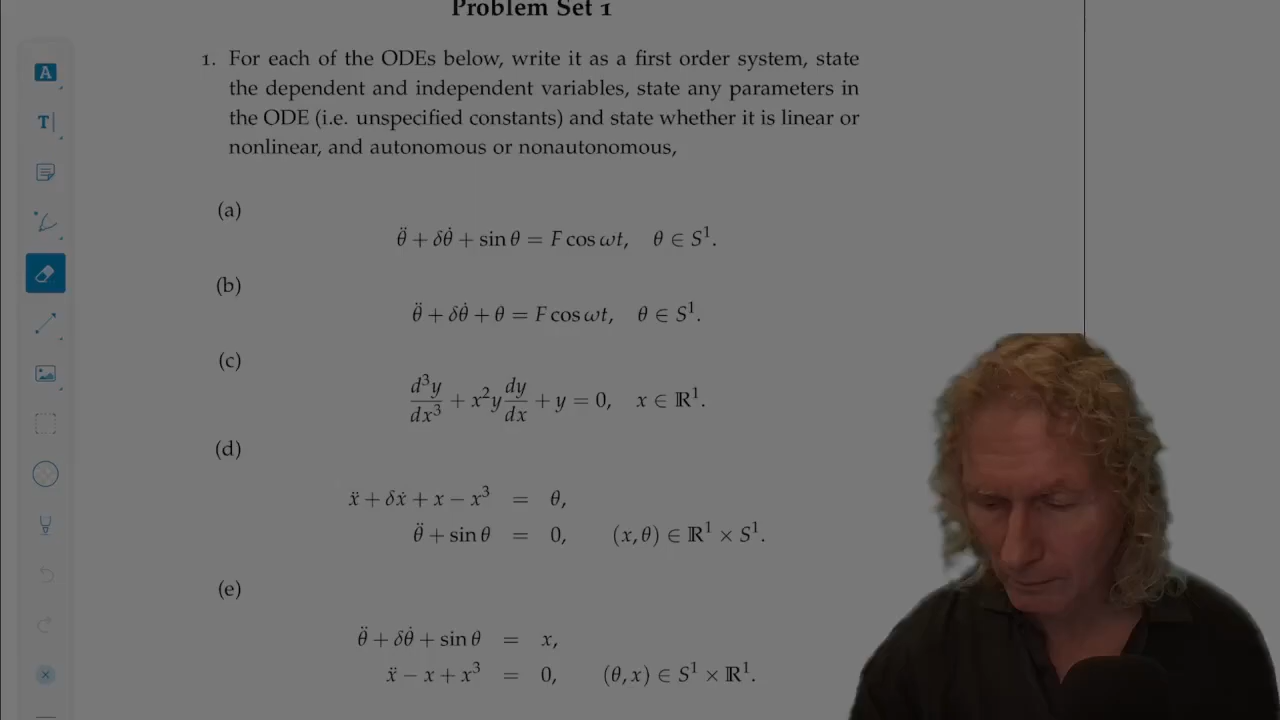 Problem Set 1
1. For each of the ODEs below, write it as a first order system, state
the dependent and independent variables, state any parameters in
the ODE (i.e. unspecified constants) and state whether it is linear or
nonlinear, and autonomous or nonautonomous,
(a)
θ̈ + δθ̇ + sin θ = F cos ωt, θ ∈ S¹.
(b)
θ̈ + δθ̇ + θ = F cos ωt, θ ∈ S¹.
(c)
d³y/dx³ + x²y dy/dx + y = 0, x ∈ ℝ¹.
(d)
ẍ + δẋ + x − x³ = θ,
θ̈ + sin θ = 0, (x, θ) ∈ ℝ¹ × S¹.
(e)
θ̈ + δθ̇ + sin θ = x,
ẍ − x + x³ = 0, (θ, x) ∈ S¹ × ℝ¹.
A
T